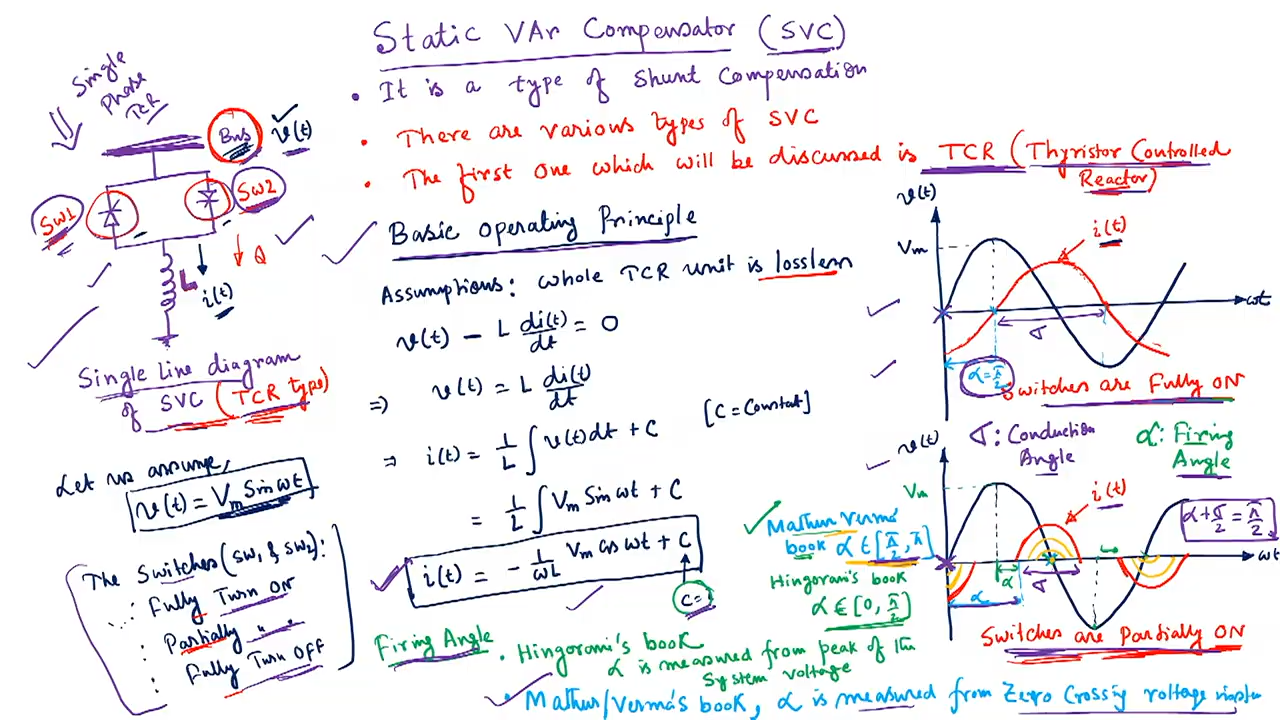 Static VAr Compensator (SVC)
• It is a type of Shunt Compensation
• There are various types of SVC
• The first one which will be discussed is TCR (Thyristor Controlled
Reactor)
Single
Phase
TCR
Bus
v(t)
SW1
SW2
Q
L
i(t)
Single line diagram
of SVC (TCR type)
Let us assume,
v(t) = Vm Sinωt
The Switches (SW1 & SW2):
Fully Turn ON
Partially " "
Fully Turn OFF
Basic operating Principle
Assumptions: whole TCR unit is lossless
v(t) - L di(t)/dt = 0
⇒ v(t) = L di(t)/dt
⇒ i(t) = 1/L ∫ v(t) dt + C [C = Constant]
= 1/L ∫ Vm Sinωt + C
i(t) = - 1/ωL Vm cos ωt + C
C=
Firing Angle
• Hingorani's book
α is measured from peak of the
System voltage
• Mathur/Verma's book, α is measured from Zero Crossing voltage
Mathur Verma's
book α ∈ [π/2, π]
Hingorani's book
α ∈ [0, π/2]
v(t)
Vm
i(t)
ωt
σ
α = π/2
Switches are Fully ON
σ: Conduction
Angle
α: Firing
Angle
v(t)
Vm
i(t)
α + σ/2 = π/2
ωt
α
σ
α
Switches are Partially ON